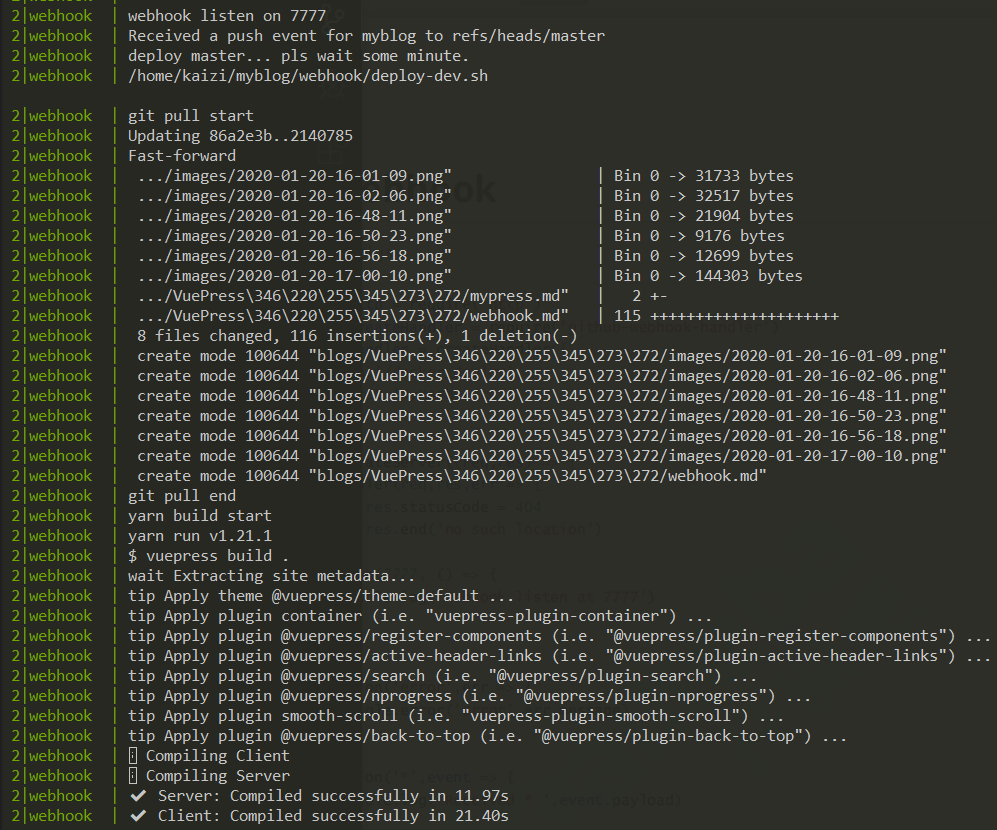 2|webhook  |
2|webhook  | webhook listen on 7777
2|webhook  | Received a push event for myblog to refs/heads/master
2|webhook  | deploy master... pls wait some minute.
2|webhook  | /home/kaizi/myblog/webhook/deploy-dev.sh
2|webhook  | git pull start
2|webhook  | Updating 86a2e3b..2140785
2|webhook  | Fast-forward
2|webhook  |  .../images/2020-01-20-16-01-09.png"                | Bin 0 -> 31733 bytes
2|webhook  |  .../images/2020-01-20-16-02-06.png"                | Bin 0 -> 32517 bytes
2|webhook  |  .../images/2020-01-20-16-48-11.png"                | Bin 0 -> 21904 bytes
2|webhook  |  .../images/2020-01-20-16-50-23.png"                | Bin 0 -> 9176 bytes
2|webhook  |  .../images/2020-01-20-16-56-18.png"                | Bin 0 -> 12699 bytes
2|webhook  |  .../images/2020-01-20-17-00-10.png"                | Bin 0 -> 144303 bytes
2|webhook  |  .../VuePress\346\220\255\345\273\272/mypress.md"   |   2 +-
2|webhook  |  .../VuePress\346\220\255\345\273\272/webhook.md"   | 115 +++++++++++++++++++++
2|webhook  |  8 files changed, 116 insertions(+), 1 deletion(-)
2|webhook  |  create mode 100644 "blogs/VuePress\346\220\255\345\273\272/images/2020-01-20-16-01-09.png"
2|webhook  |  create mode 100644 "blogs/VuePress\346\220\255\345\273\272/images/2020-01-20-16-02-06.png"
2|webhook  |  create mode 100644 "blogs/VuePress\346\220\255\345\273\272/images/2020-01-20-16-48-11.png"
2|webhook  |  create mode 100644 "blogs/VuePress\346\220\255\345\273\272/images/2020-01-20-16-50-23.png"
2|webhook  |  create mode 100644 "blogs/VuePress\346\220\255\345\273\272/images/2020-01-20-16-56-18.png"
2|webhook  |  create mode 100644 "blogs/VuePress\346\220\255\345\273\272/images/2020-01-20-17-00-10.png"
2|webhook  |  create mode 100644 "blogs/VuePress\346\220\255\345\273\272/webhook.md"
2|webhook  | git pull end
2|webhook  | yarn build start
2|webhook  | yarn run v1.21.1
2|webhook  | $ vuepress build .
2|webhook  | wait Extracting site metadata...
2|webhook  | tip Apply theme @vuepress/theme-default ...
2|webhook  | tip Apply plugin container (i.e. "vuepress-plugin-container") ...
2|webhook  | tip Apply plugin @vuepress/register-components (i.e. "@vuepress/plugin-register-components") ...
2|webhook  | tip Apply plugin @vuepress/active-header-links (i.e. "@vuepress/plugin-active-header-links") ...
2|webhook  | tip Apply plugin @vuepress/search (i.e. "@vuepress/plugin-search") ...
2|webhook  | tip Apply plugin @vuepress/nprogress (i.e. "@vuepress/plugin-nprogress") ...
2|webhook  | tip Apply plugin smooth-scroll (i.e. "vuepress-plugin-smooth-scroll") ...
2|webhook  | tip Apply plugin @vuepress/back-to-top (i.e. "@vuepress/plugin-back-to-top") ...
2|webhook  | Compiling Client
2|webhook  | Compiling Server
2|webhook  | ✔ Server: Compiled successfully in 11.97s
2|webhook  | ✔ Client: Compiled successfully in 21.40s